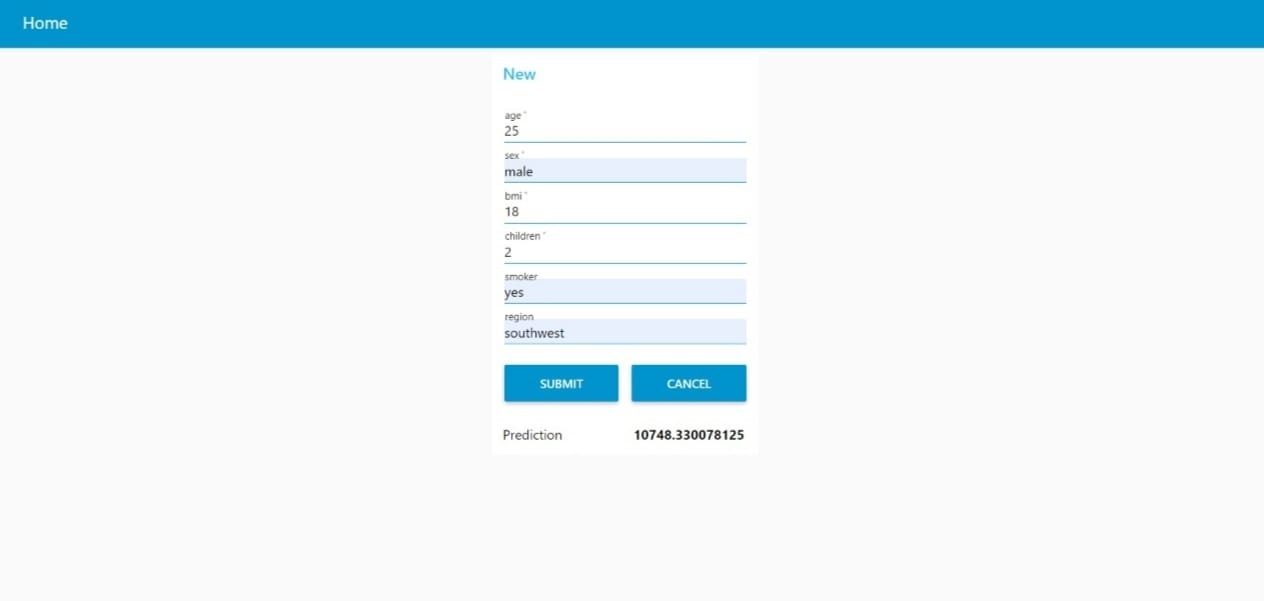 Home
New
age *
25
sex *
male
bmi *
18
children *
2
smoker
yes
region
southwest
SUBMIT CANCEL
Prediction 10748.330078125